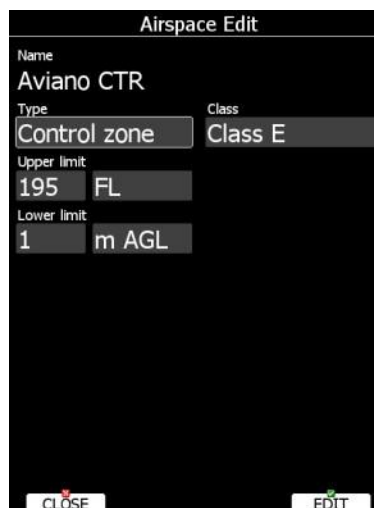 Airspace Edit
Name
Aviano CTR
Type Class
Control zone Class E
Upper limit
195 FL
Lower limit
1 m AGL
CLOSE EDIT